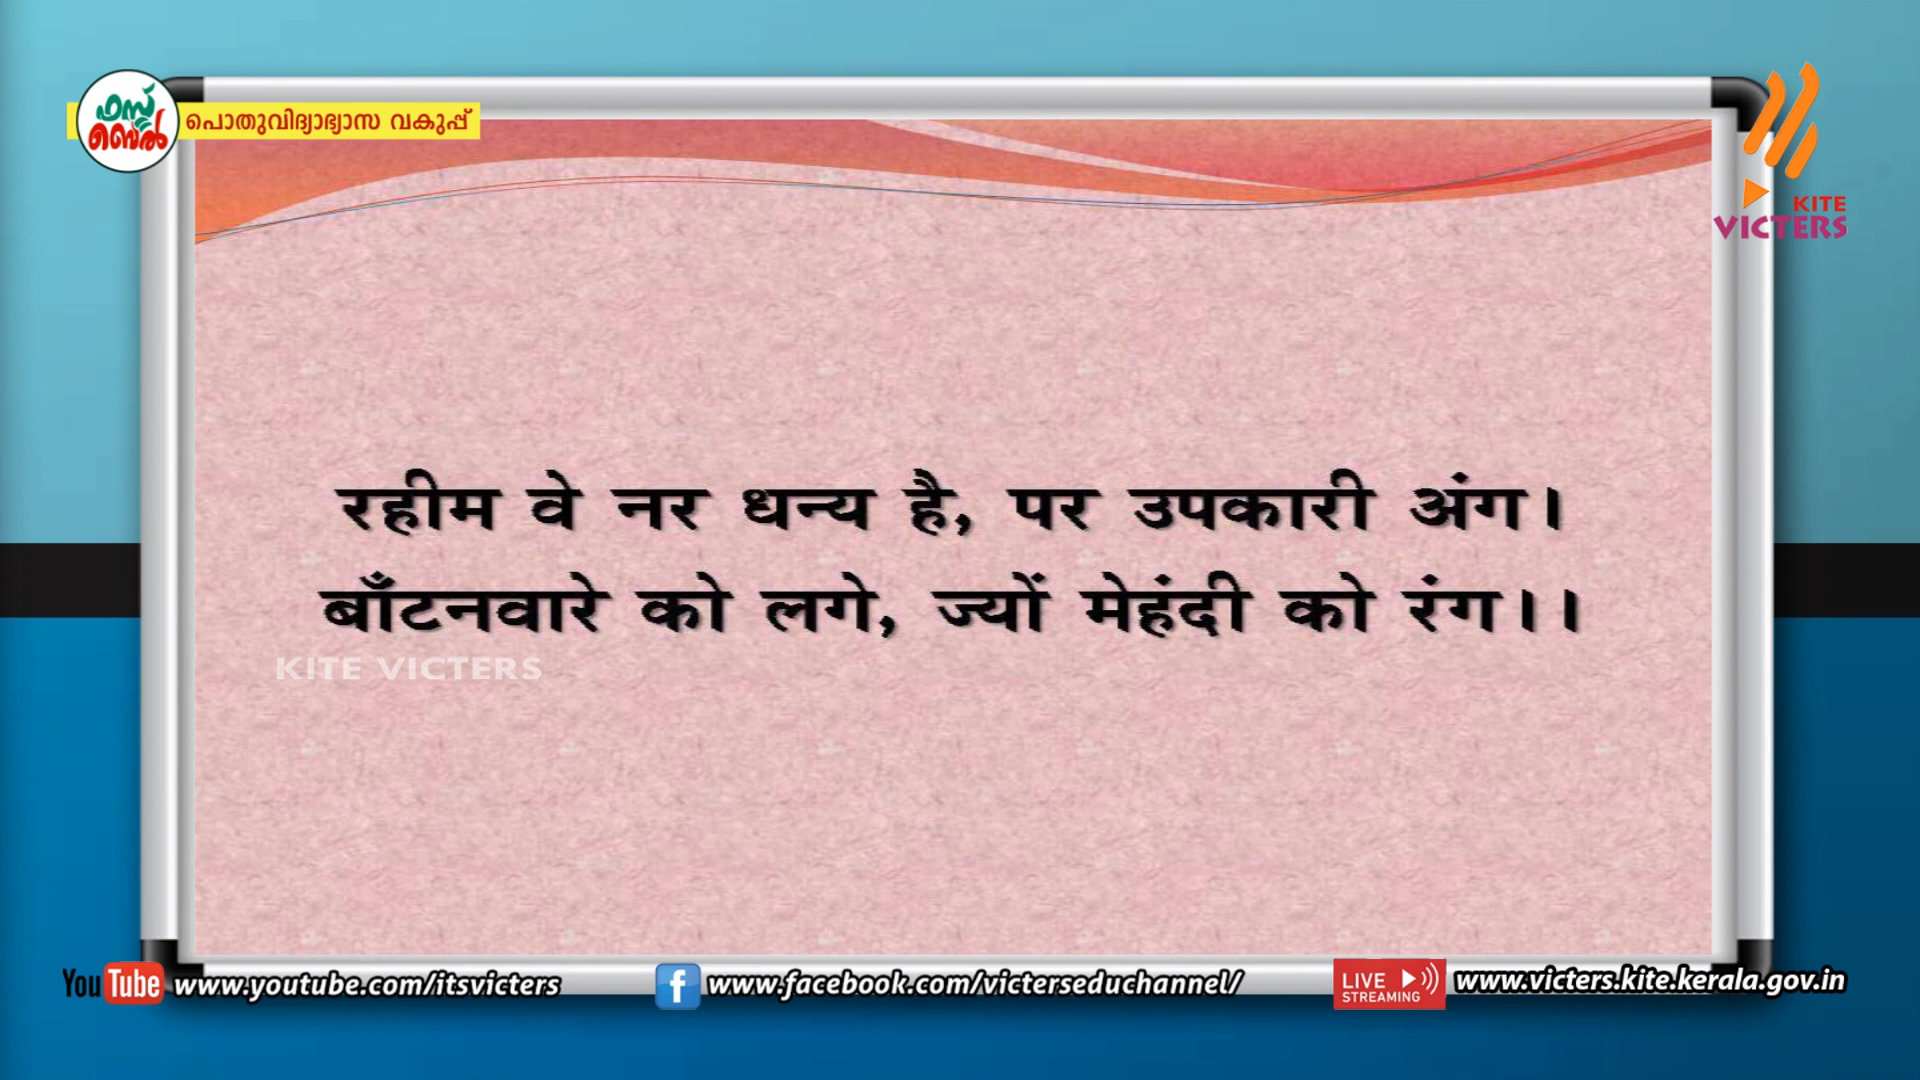 ഫസ്റ്റ്
ബെൽ
പൊതുവിദ്യാഭ്യാസ വകുപ്പ്
KITE
VICTERS
रहीम वे नर धन्य है, पर उपकारी अंग।
बाँटनवारे को लगे, ज्यों मेहंदी को रंग।।
KITE VICTERS
YouTube www.youtube.com/itsvicters
f www.facebook.com/victerseduchannel/
LIVE
STREAMING
www.victers.kite.kerala.gov.in